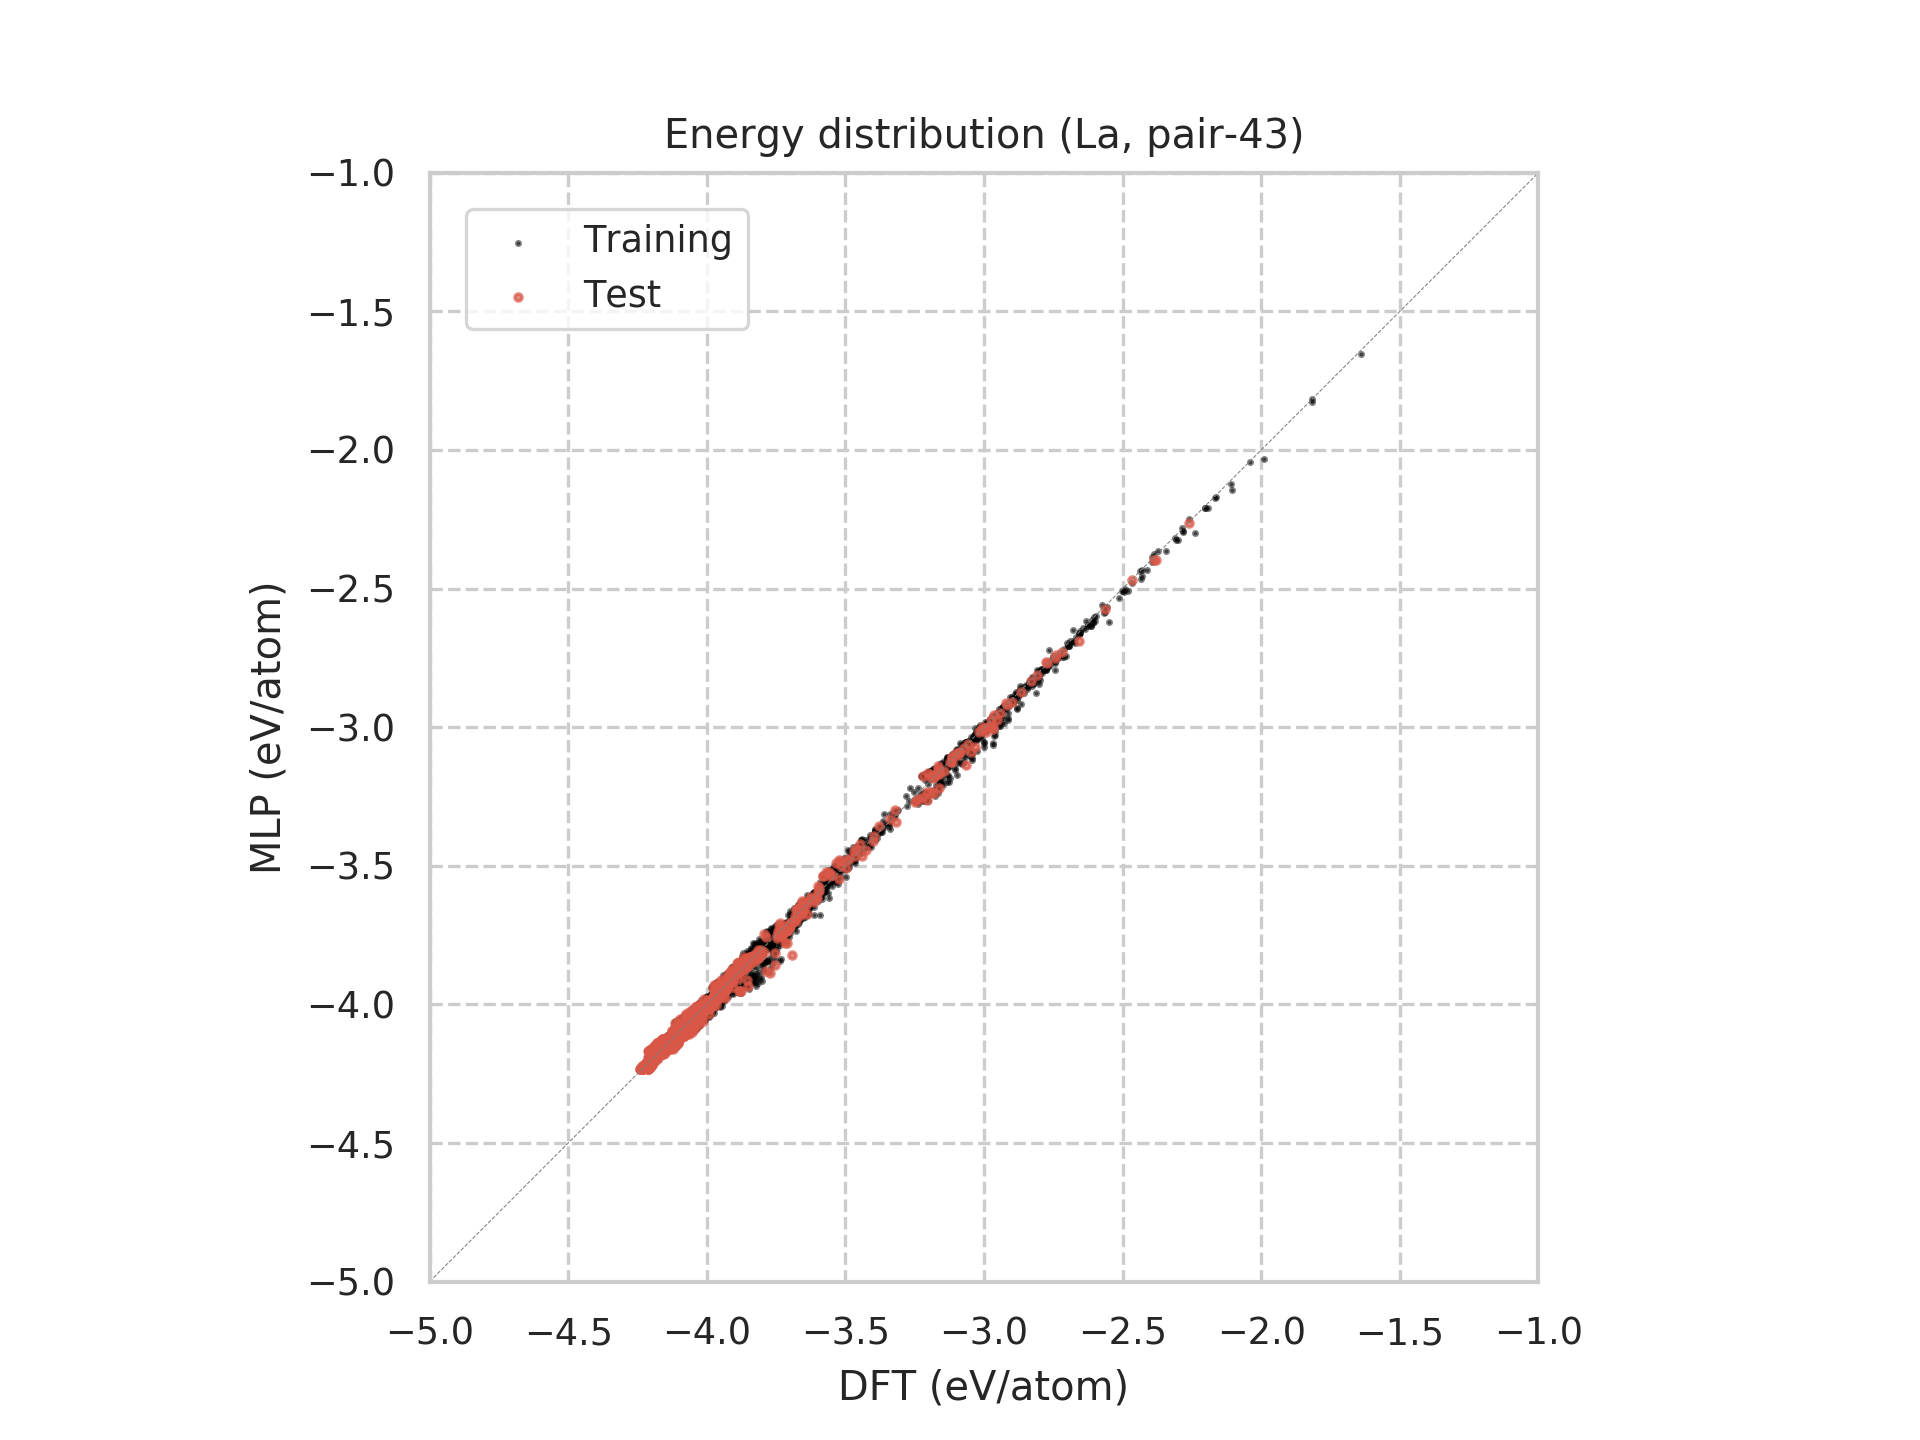 Energy distribution (La, pair-43)
−1.0
−1.5
−2.0
−2.5
−3.0
−3.5
−4.0
−4.5
−5.0
MLP (eV/atom)
Training
Test
−5.0 −4.5 −4.0 −3.5 −3.0 −2.5 −2.0 −1.5 −1.0
DFT (eV/atom)